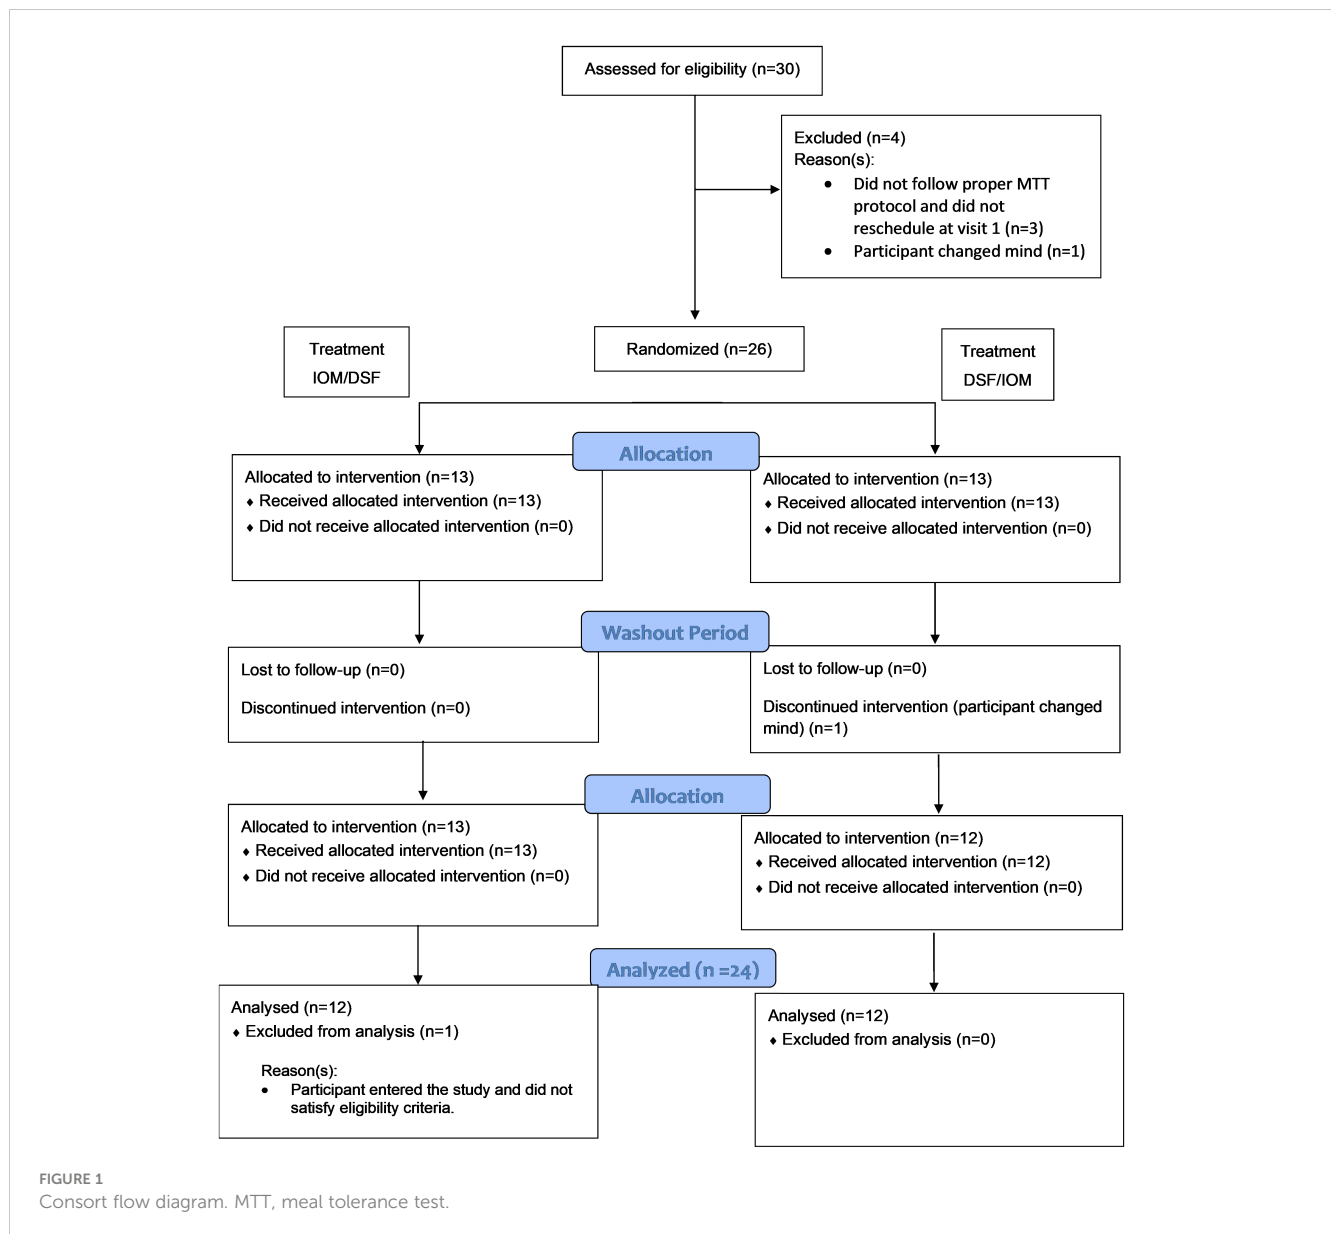 Assessed for eligibility (n=30)
Excluded (n=4)
Reason(s):
• Did not follow proper MTT
protocol and did not
reschedule at visit 1 (n=3)
• Participant changed mind (n=1)
Treatment
IOM/DSF
Randomized (n=26)
Treatment
DSF/IOM
Allocation
Allocated to intervention (n=13)
♦ Received allocated intervention (n=13)
♦ Did not receive allocated intervention (n=0)
Allocated to intervention (n=13)
♦ Received allocated intervention (n=13)
♦ Did not receive allocated intervention (n=0)
Washout Period
Lost to follow-up (n=0)
Discontinued intervention (n=0)
Lost to follow-up (n=0)
Discontinued intervention (participant changed
mind) (n=1)
Allocation
Allocated to intervention (n=13)
♦ Received allocated intervention (n=13)
♦ Did not receive allocated intervention (n=0)
Allocated to intervention (n=12)
♦ Received allocated intervention (n=12)
♦ Did not receive allocated intervention (n=0)
Analyzed (n =24)
Analysed (n=12)
♦ Excluded from analysis (n=1)
Reason(s):
• Participant entered the study and did not
satisfy eligibility criteria.
Analysed (n=12)
♦ Excluded from analysis (n=0)
FIGURE 1
Consort flow diagram. MTT, meal tolerance test.